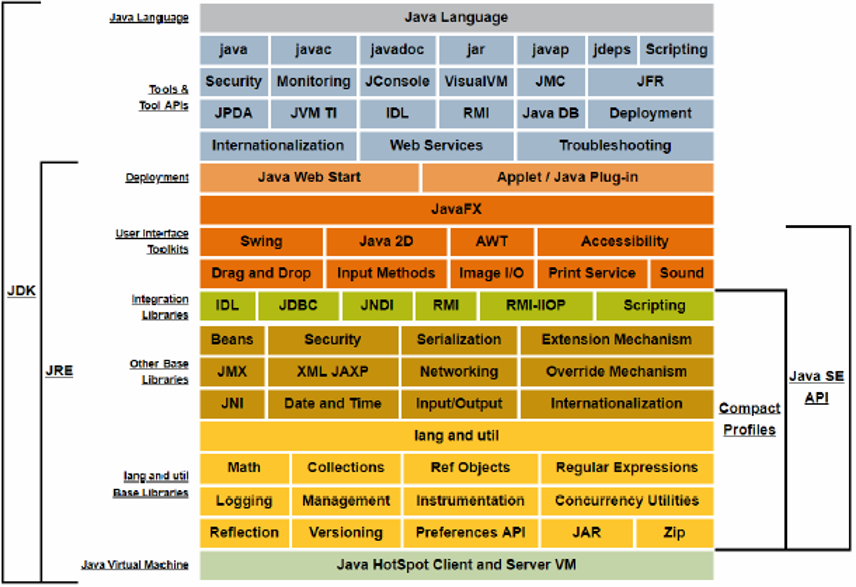 Java Language Java Language
java javac javadoc jar javap jdeps Scripting
Security Monitoring JConsole VisualVM JMC JFR
Tools &
Tool APIs
JPDA JVM TI IDL RMI Java DB Deployment
Internationalization Web Services Troubleshooting
Deployment Java Web Start Applet / Java Plug-in
JavaFX
User Interface
Toolkits
Swing Java 2D AWT Accessibility
Drag and Drop Input Methods Image I/O Print Service Sound
Integration
Libraries
IDL JDBC JNDI RMI RMI-IIOP Scripting
JDK
Beans Security Serialization Extension Mechanism
Other Base
Libraries
JMX XML JAXP Networking Override Mechanism
JRE
Java SE
API
JNI Date and Time Input/Output Internationalization
Compact
Profiles
lang and util
Math Collections Ref Objects Regular Expressions
lang and util
Base Libraries
Logging Management Instrumentation Concurrency Utilities
Reflection Versioning Preferences API JAR Zip
Java Virtual Machine Java HotSpot Client and Server VM